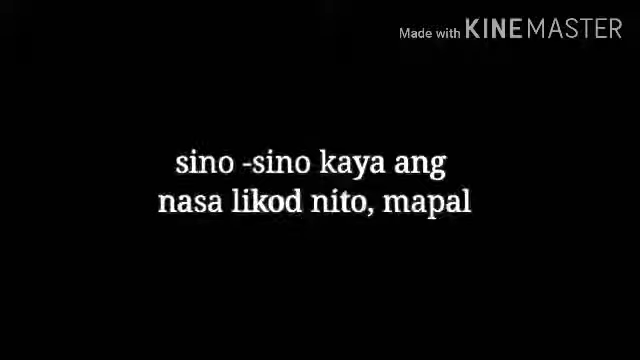 Made with KINEMASTER
sino -sino kaya ang
nasa likod nito, mapal